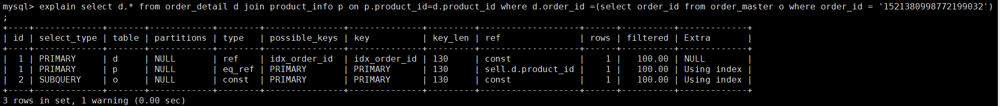 mysql> explain select d.* from order_detail d join product_info p on p.product_id=d.product_id where d.order_id =(select order_id from order_master o where order_id = '1521380998772199032')
;
+----+-------------+-------+------------+--------+---------------+--------------+---------+-------------------+------+----------+-------------+
| id | select_type | table | partitions | type   | possible_keys | key          | key_len | ref               | rows | filtered | Extra       |
+----+-------------+-------+------------+--------+---------------+--------------+---------+-------------------+------+----------+-------------+
|  1 | PRIMARY     | d     | NULL       | ref    | idx_order_id  | idx_order_id | 130     | const             |    1 |   100.00 | NULL        |
|  1 | PRIMARY     | p     | NULL       | eq_ref | PRIMARY       | PRIMARY      | 130     | sell.d.product_id |    1 |   100.00 | Using index |
|  2 | SUBQUERY    | o     | NULL       | const  | PRIMARY       | PRIMARY      | 130     | const             |    1 |   100.00 | Using index |
+----+-------------+-------+------------+--------+---------------+--------------+---------+-------------------+------+----------+-------------+
3 rows in set, 1 warning (0.00 sec)